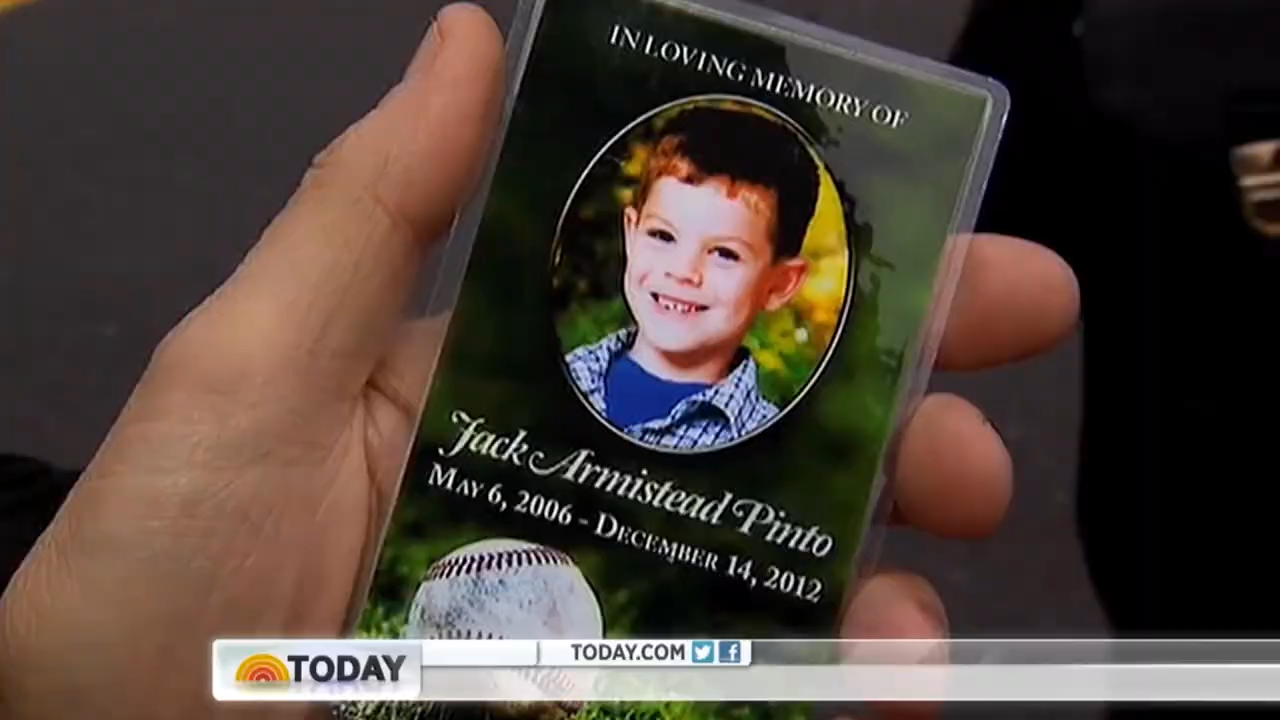 IN LOVING MEMORY OF
Jack Armistead Pinto
MAY 6, 2006 - DECEMBER 14, 2012
TODAY
TODAY.COM